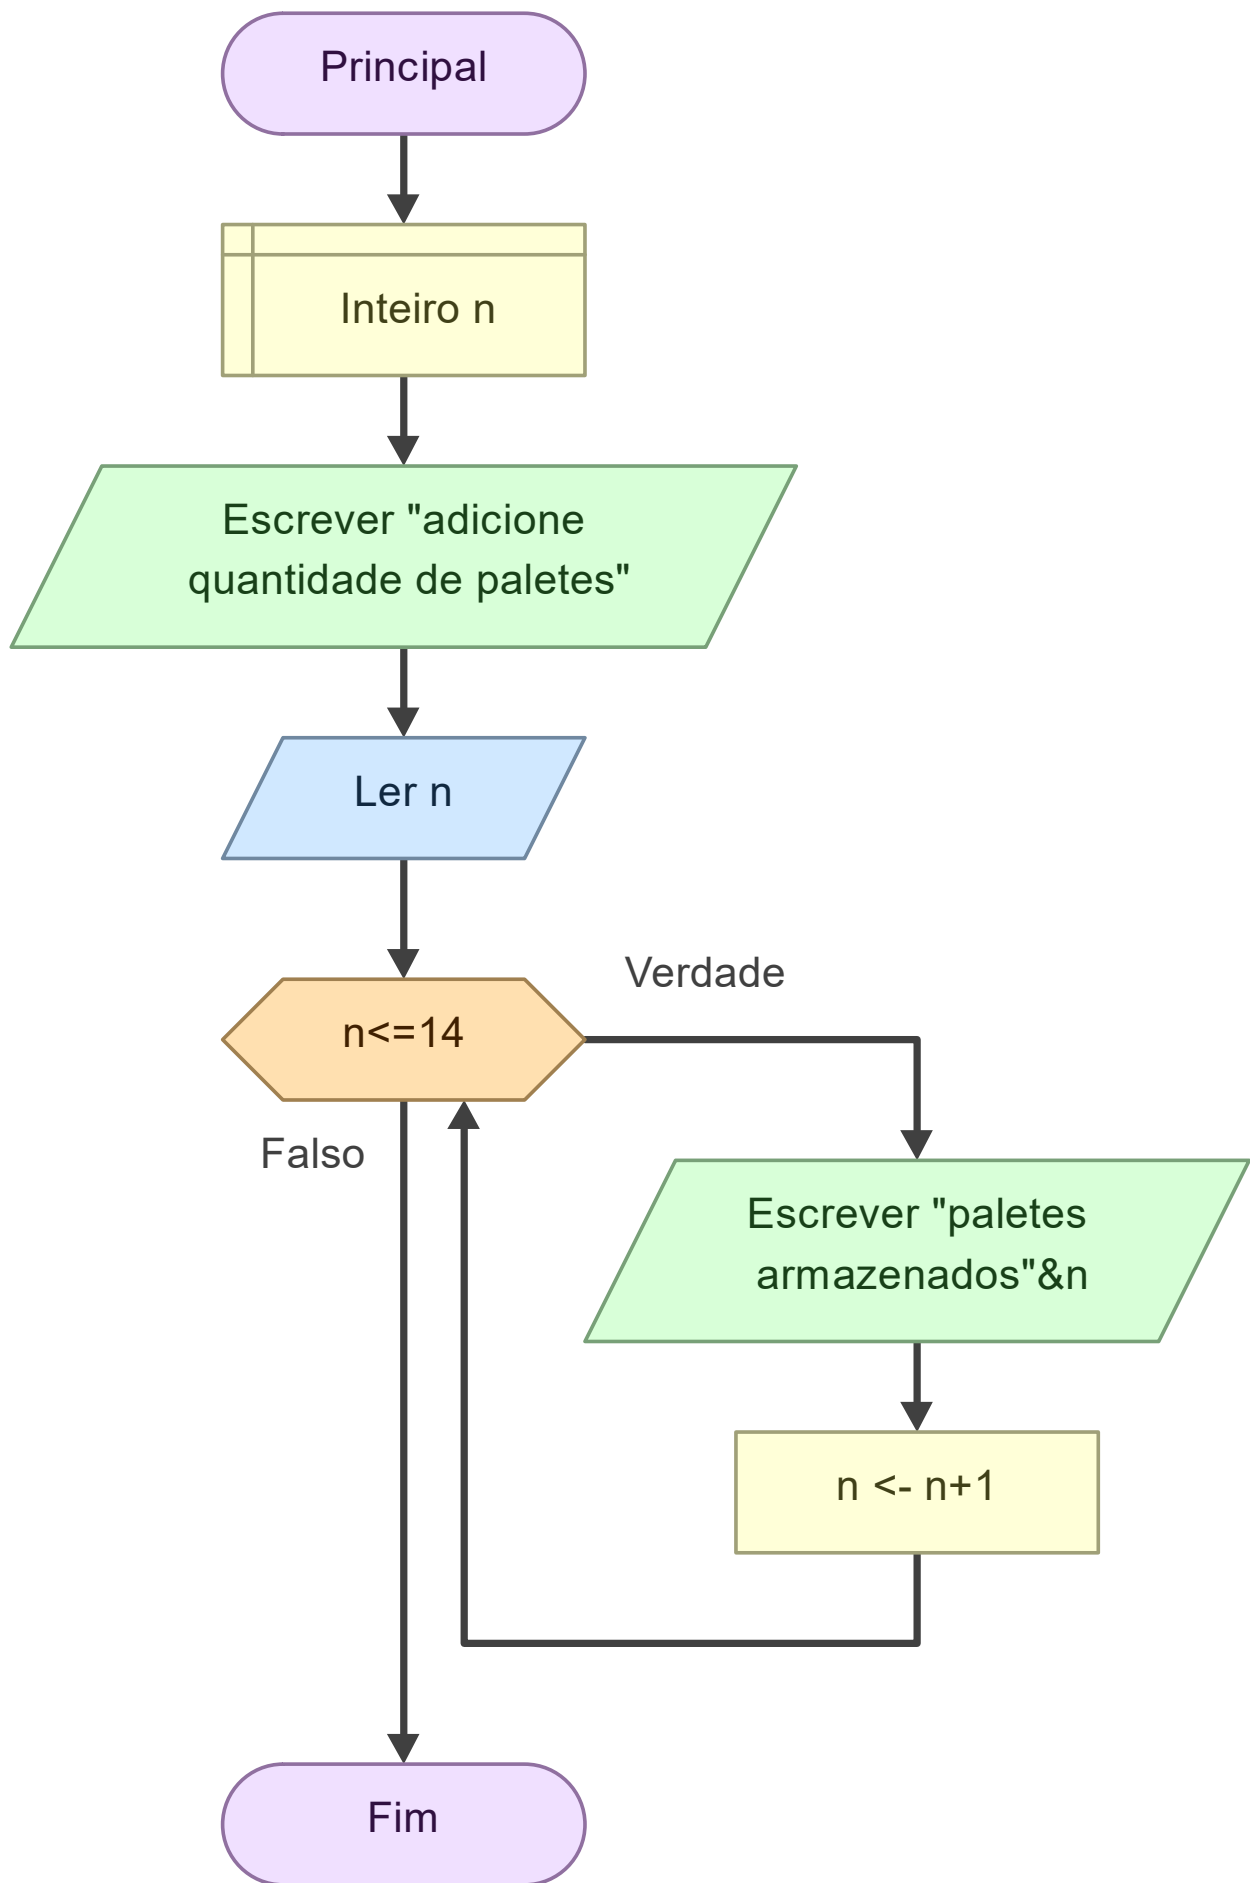 Principal
Inteiro n
Escrever "adicione
quantidade de paletes"
Ler n
n<=14
Verdade
Falso
Escrever "paletes
armazenados"&n
n <- n+1
Fim